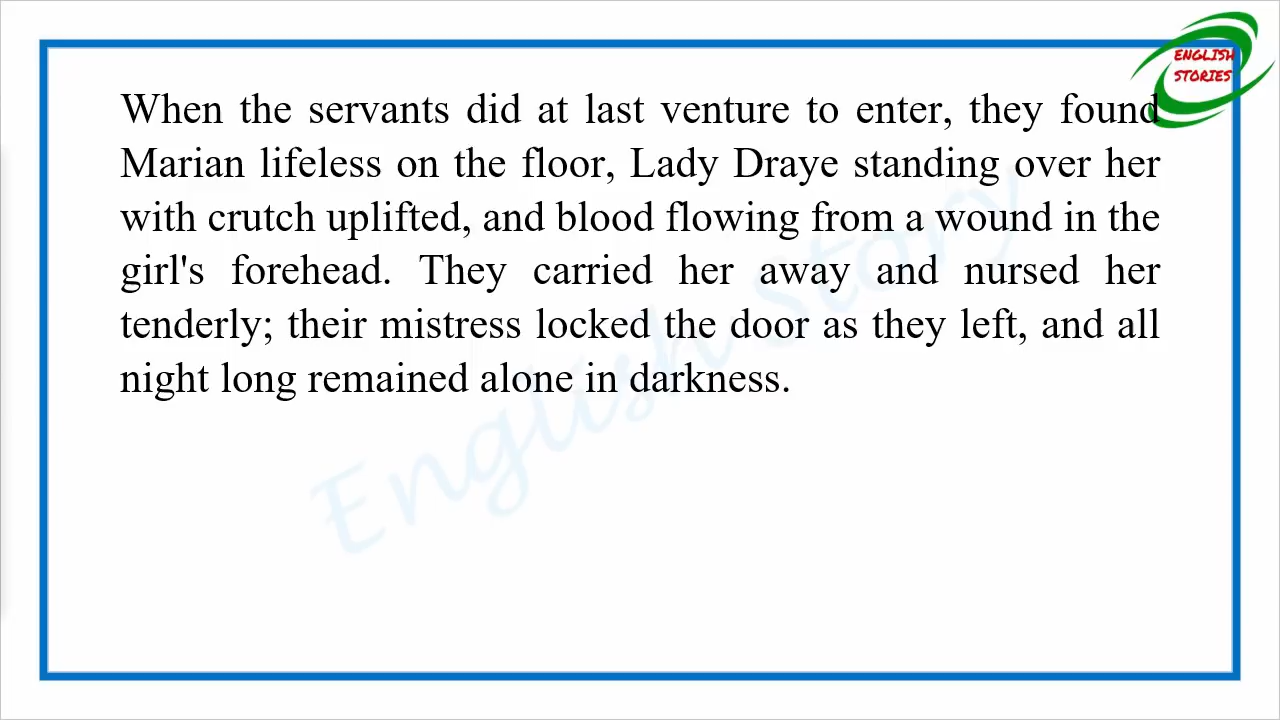 ENGLISH
STORIES
When the servants did at last venture to enter, they found
Marian lifeless on the floor, Lady Draye standing over her
with crutch uplifted, and blood flowing from a wound in the
girl's forehead. They carried her away and nursed her
tenderly; their mistress locked the door as they left, and all
night long remained alone in darkness.
English Story